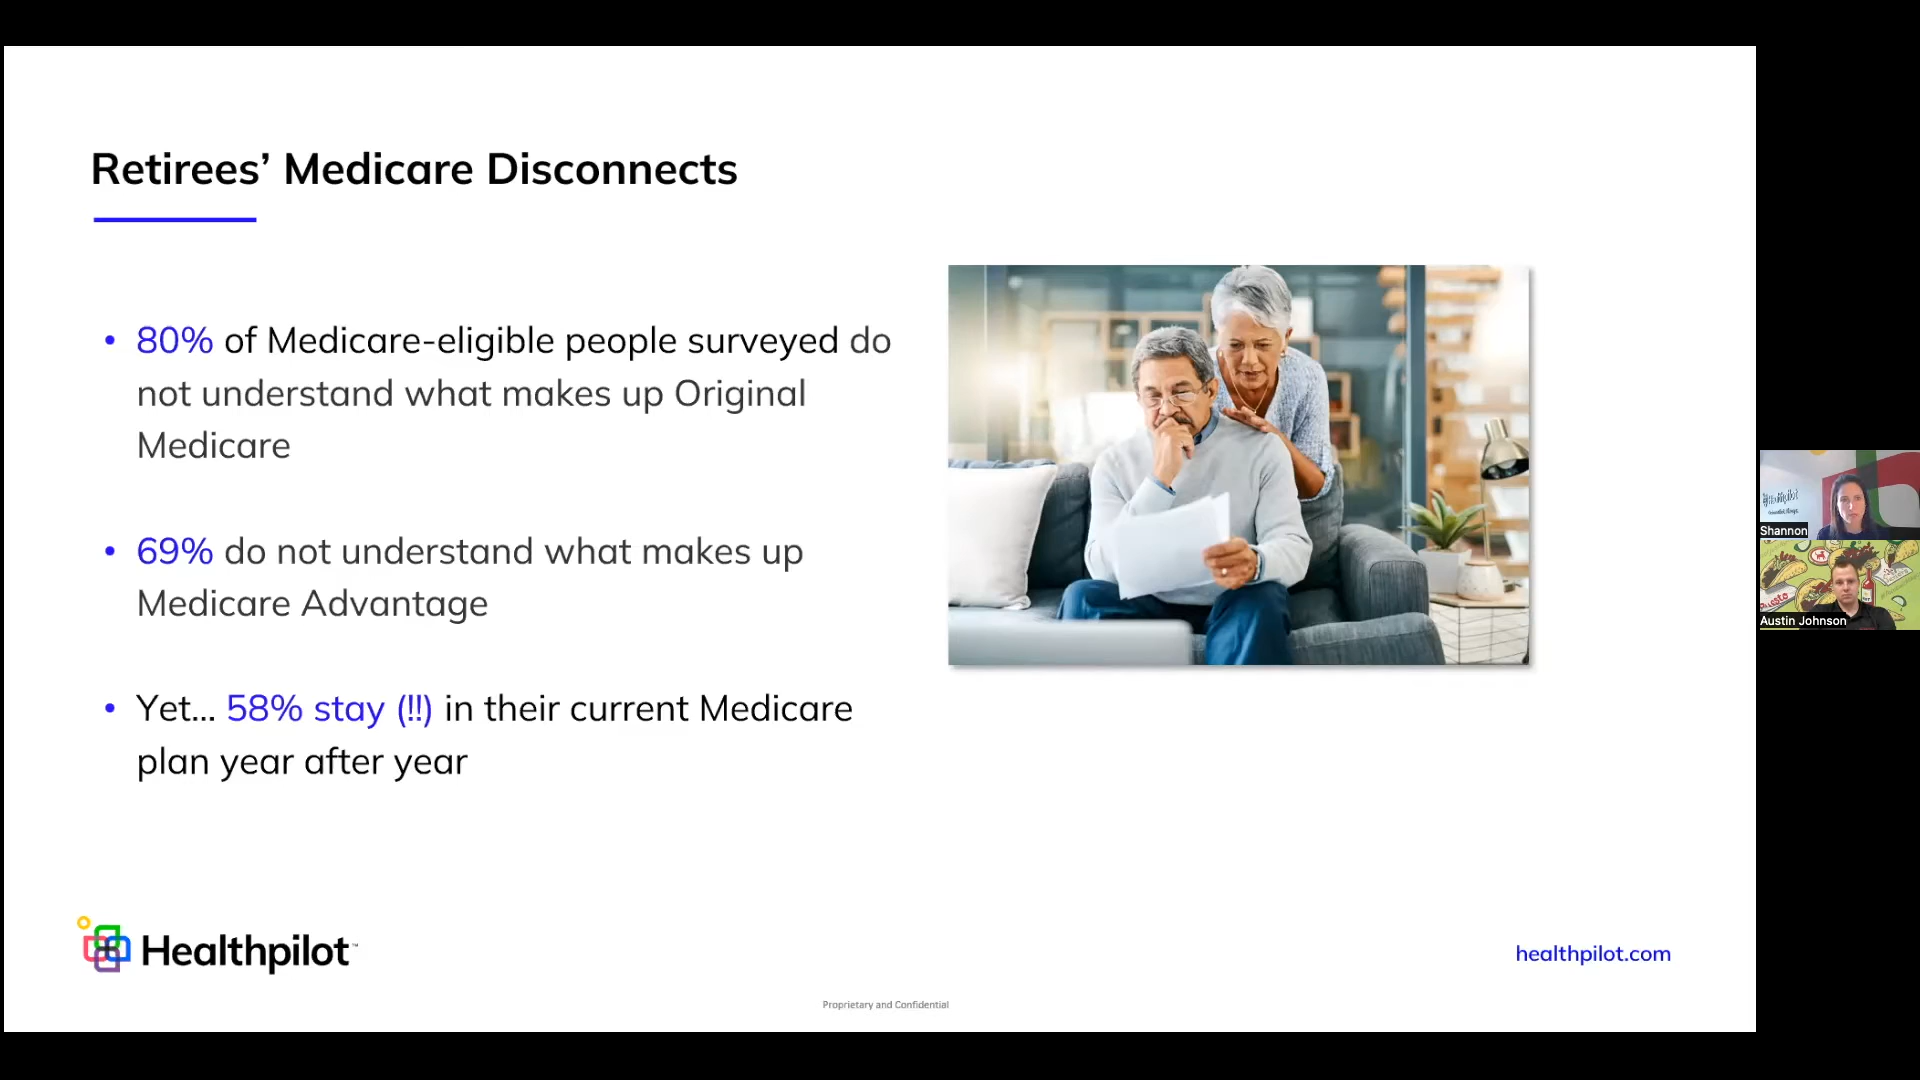 Retirees’ Medicare Disconnects
• 80% of Medicare-eligible people surveyed do
not understand what makes up Original
Medicare
• 69% do not understand what makes up
Medicare Advantage
• Yet... 58% stay (!!) in their current Medicare
plan year after year
Healthpilot™
healthpilot.com
Proprietary and Confidential
Shannon
Austin Johnson